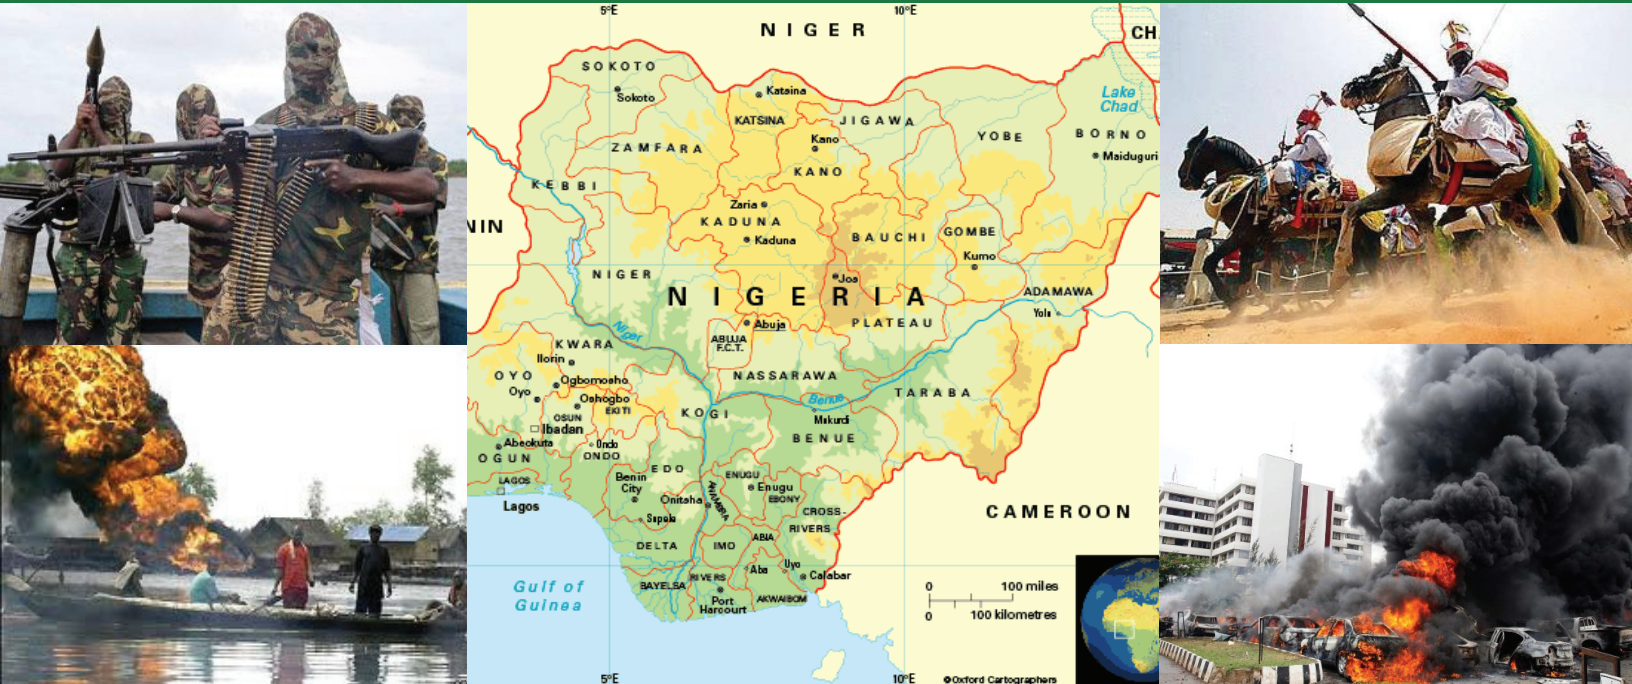 5°E
10°E
NIGER
CH
SOKOTO
Sokoto
Katsina
KATSINA
JIGAWA
Lake
Chad
YOBE
BORNO
ZAMFARA
Kano
KANO
Maiduguri
KEBBI
Zaria
KADUNA
NIN
Kaduna
BAUCHI
GOMBE
Kumo
NIGER
Jos
NIGERIA
ADAMAWA
Yola
Abuja
PLATEAU
ABUJA
F.C.T.
Niger
KWARA
Ilorin
OYO
Ogbomosho
NASSARAWA
Oyo
Oshogbo
EKITI
KOGI
Benue
TARABA
OSUN
Ibadan
Makurdi
Abeokuta
Ondo
ONDO
BENUE
OGUN
EDO
LAGOS
Benin
City
ENUGU
Enugu
EBONY
Lagos
Onitsha
ANAMBRA
CROSS-
RIVERS
CAMEROON
Sapele
DELTA
IMO
ABIA
Aba
Uyo
Calabar
Gulf of
Guinea
BAYELSA
RIVERS
Port
Harcourt
AKWAIBOM
0 100 miles
0 100 kilometres
5°E
10°E
©Oxford Cartographers